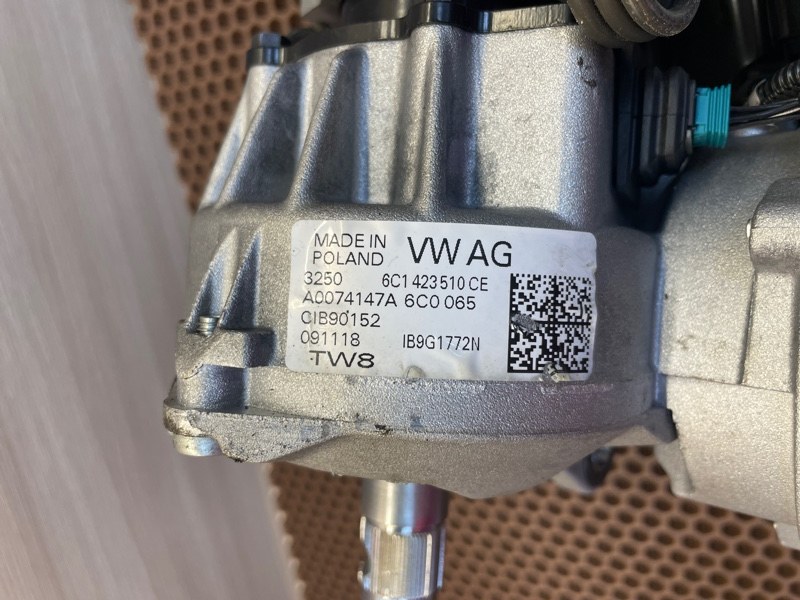 MADE IN
POLAND VW AG
3250 6C1 423 510 CE
A0074147A 6C0 065
CIB90152
091118 IB9G1772N
TW8